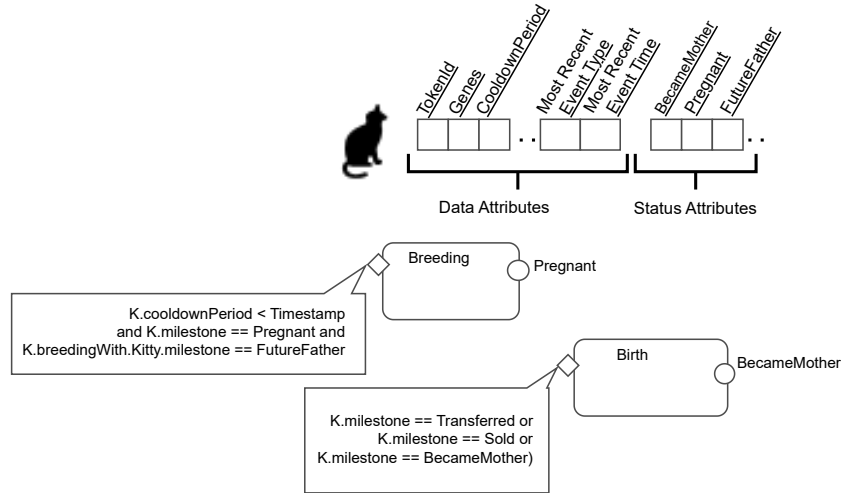 TokenId
Genes
CooldownPeriod
Most Recent
Event Type
Most Recent
Event Time
BecameMother
Pregnant
FutureFather
. .
. .
Data Attributes
Status Attributes
Breeding
Pregnant
K.cooldownPeriod < Timestamp
and K.milestone == Pregnant and
K.breedingWith.Kitty.milestone == FutureFather
Birth
BecameMother
K.milestone == Transferred or
K.milestone == Sold or
K.milestone == BecameMother)